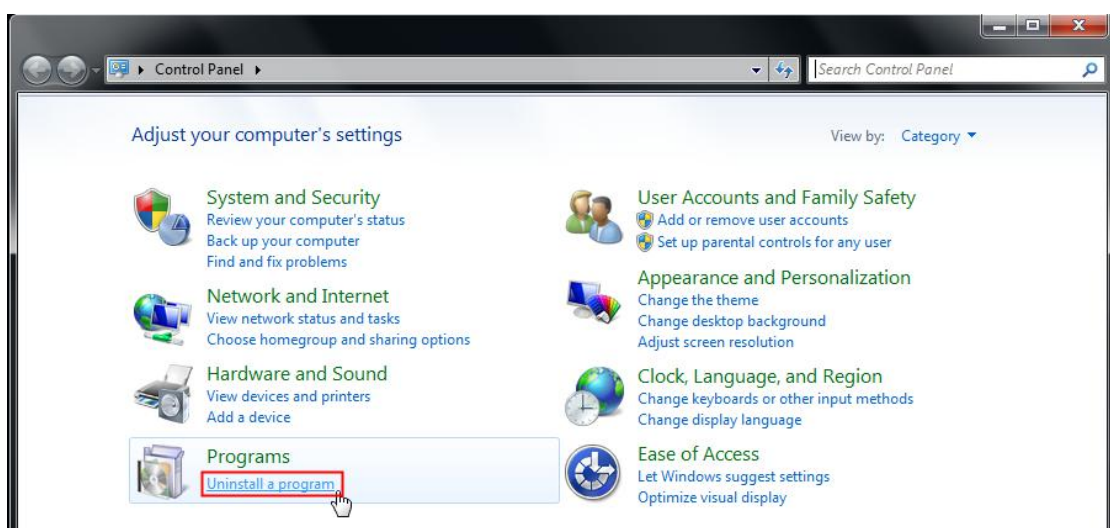 Control Panel
Search Control Panel
Adjust your computer's settings
View by: Category
System and Security
Review your computer's status
Back up your computer
Find and fix problems
Network and Internet
View network status and tasks
Choose homegroup and sharing options
Hardware and Sound
View devices and printers
Add a device
Programs
Uninstall a program
User Accounts and Family Safety
Add or remove user accounts
Set up parental controls for any user
Appearance and Personalization
Change the theme
Change desktop background
Adjust screen resolution
Clock, Language, and Region
Change keyboards or other input methods
Change display language
Ease of Access
Let Windows suggest settings
Optimize visual display